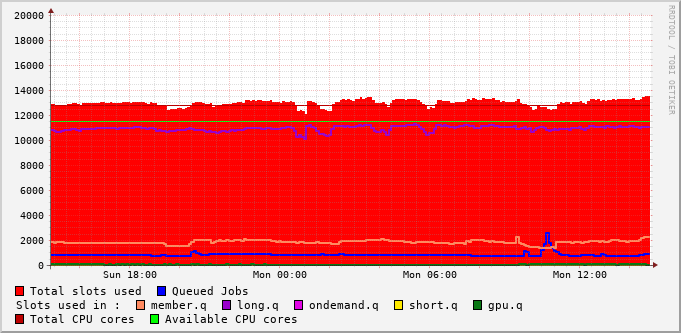 RRDTOOL / TOBI OETIKER
20000
18000
16000
14000
12000
10000
8000
6000
4000
2000
0
Sun 18:00 Mon 00:00 Mon 06:00 Mon 12:00
Total slots used Queued Jobs
Slots used in : member.q long.q ondemand.q short.q gpu.q
Total CPU cores Available CPU cores